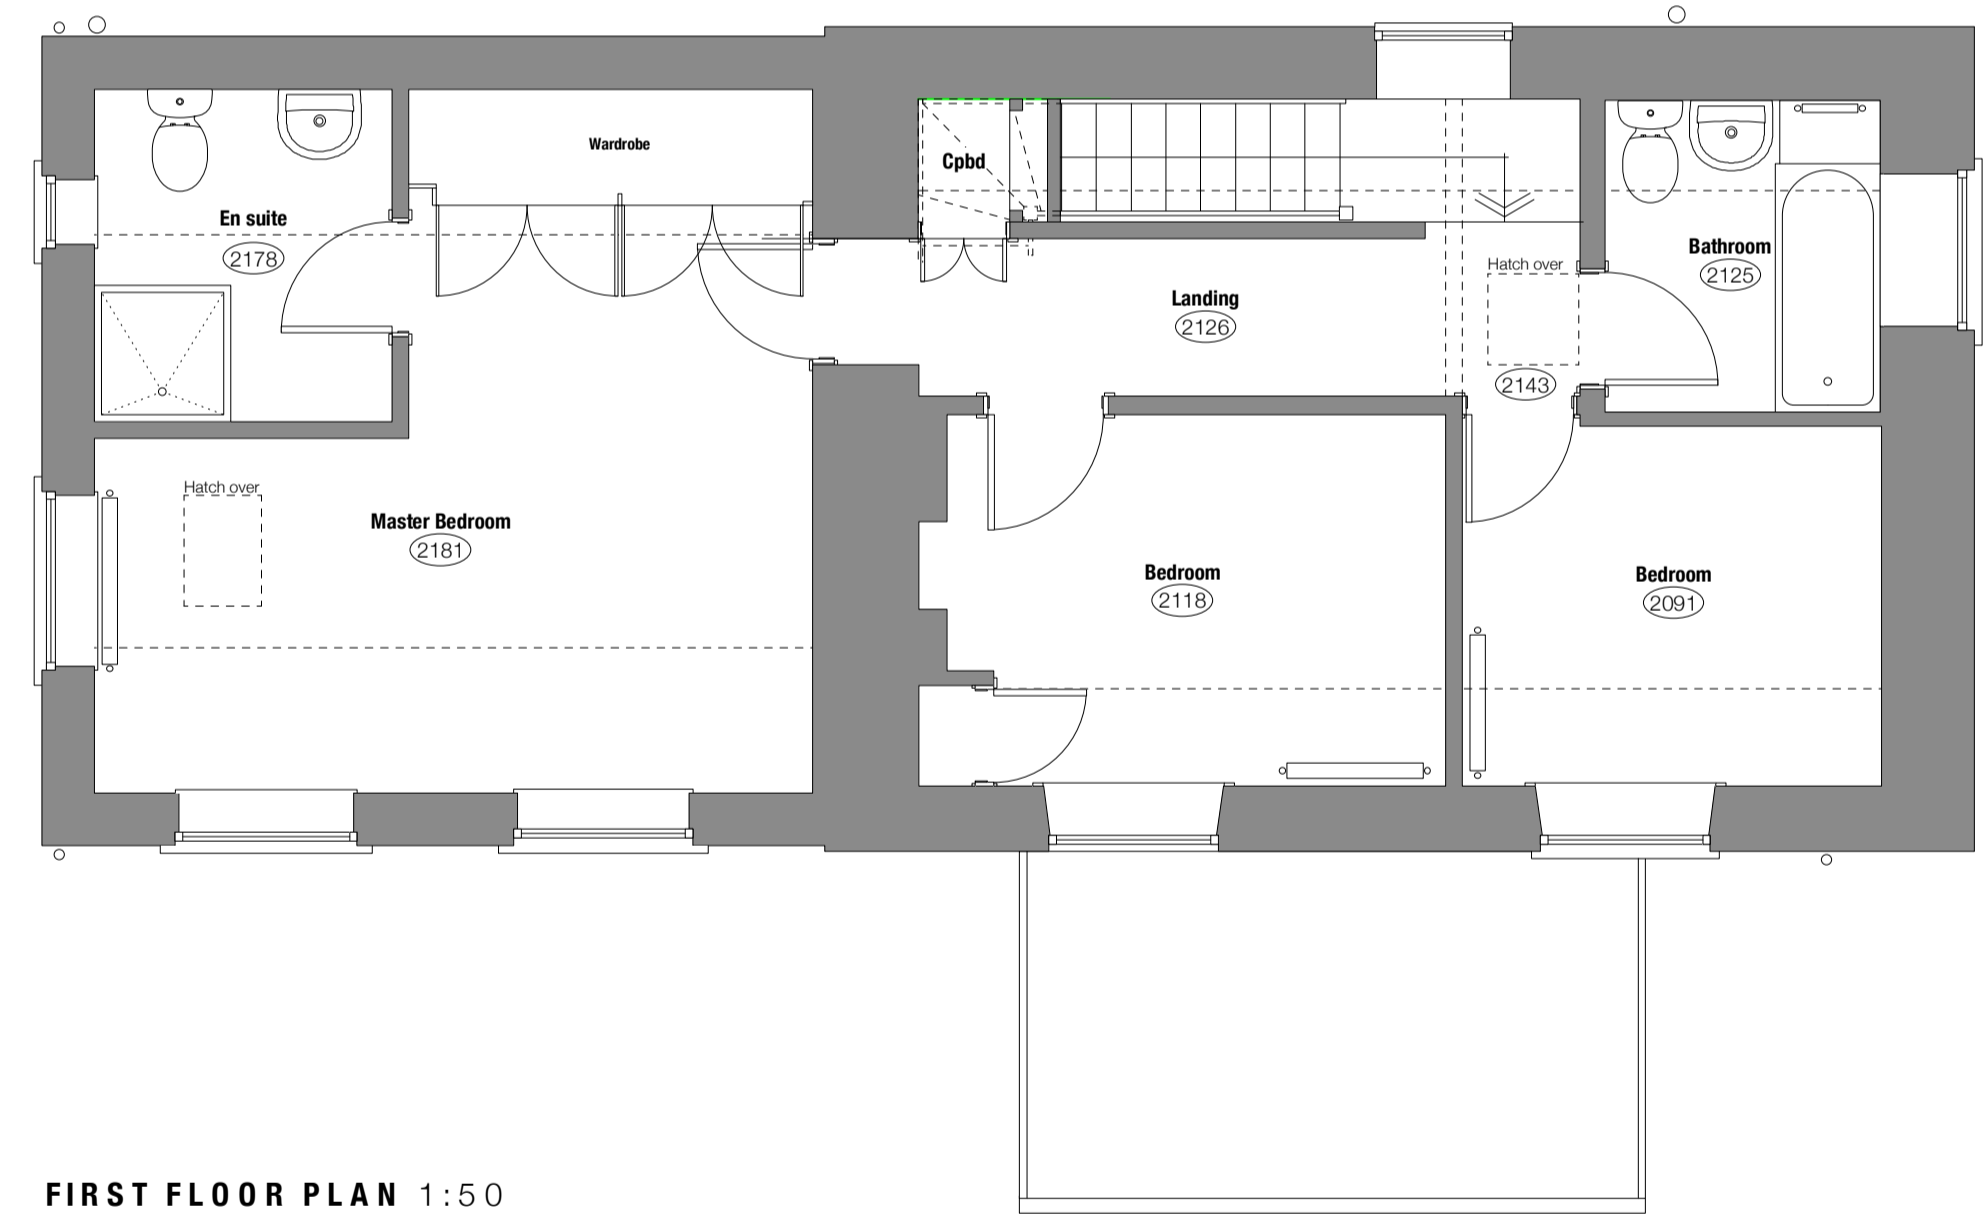 Wardrobe
Cpbd
En suite
2178
Bathroom
2125
Hatch over
Landing
2126
2143
Hatch over
Master Bedroom
2181
Bedroom
2118
Bedroom
2091
FIRST FLOOR PLAN 1:50